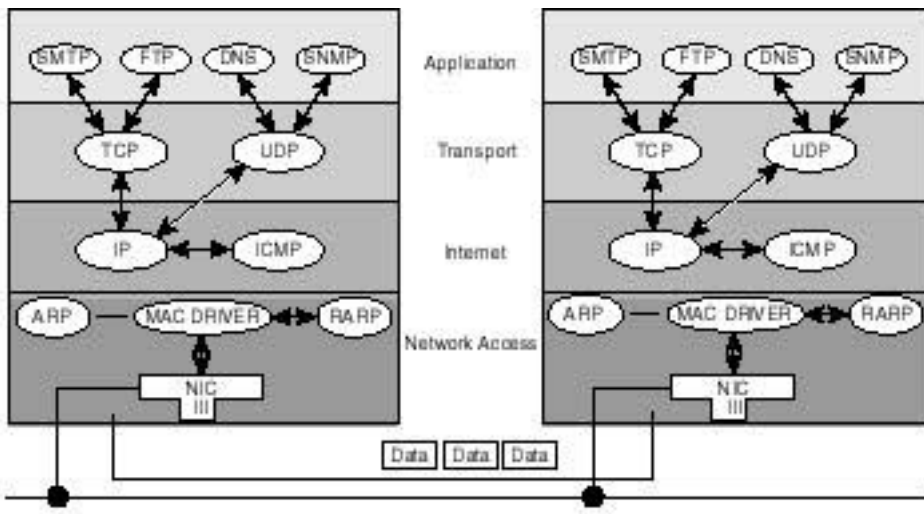 SMTP FTP DNS SNMP Application SMTP FTP DNS SNMP
TCP UDP Transport TCP UDP
IP ICMP Internet IP ICMP
ARP MAC DRIVER RARP ARP MAC DRIVER RARP
Network Access
NIC NIC
Data Data Data